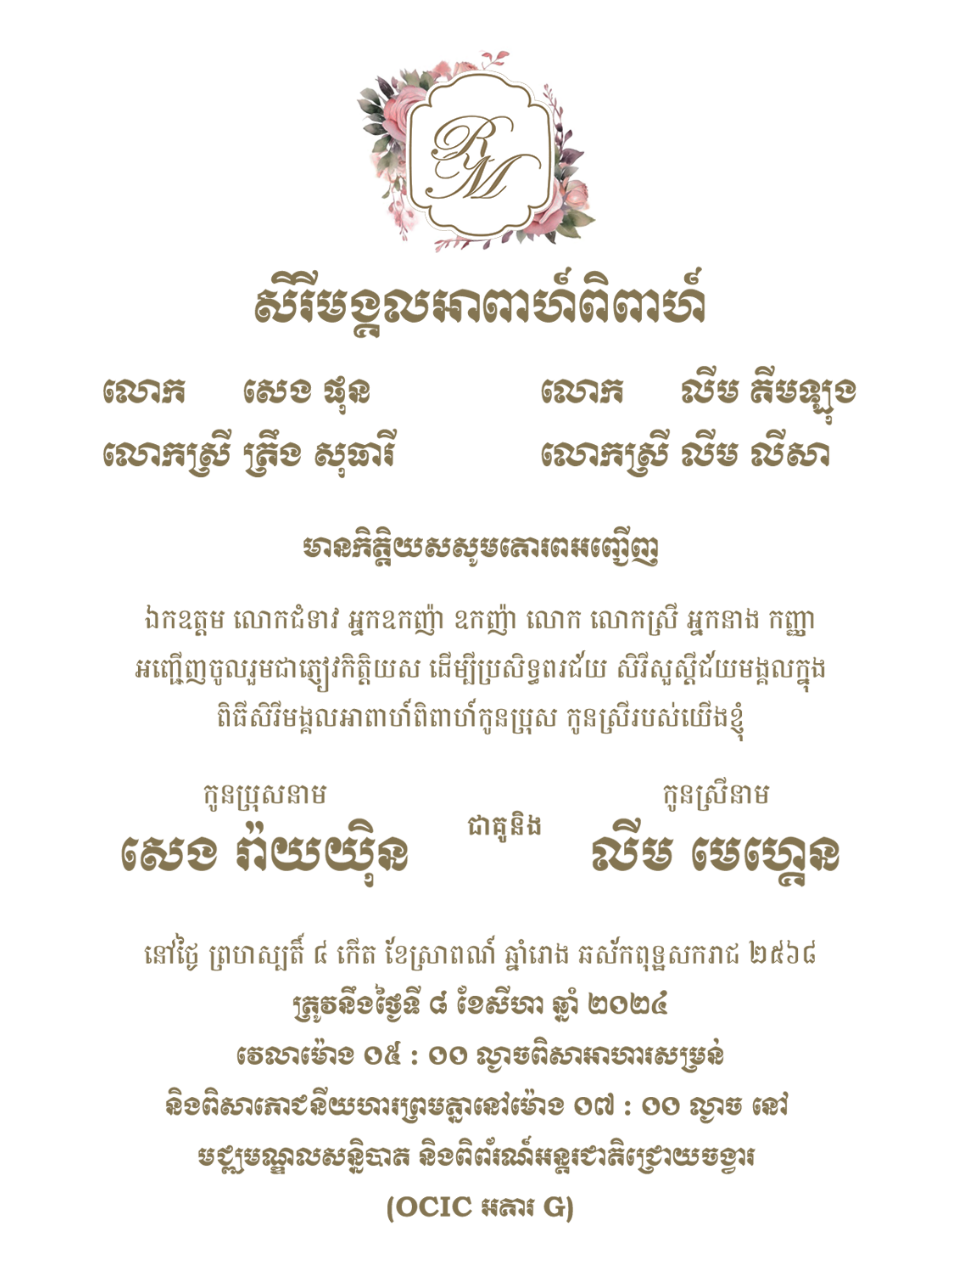 R
M
សិរីមង្គលអាពាហ៍ពិពាហ៍
លោក សេង ផុន លោក លីម គីមឡុង
លោកស្រី ត្រឹង សុធារី លោកស្រី លីម លីសា
មានកិត្តិយសសូមគោរពអញ្ជើញ
ឯកឧត្តម លោកជំទាវ អ្នកឧកញ៉ា ឧកញ៉ា លោក លោកស្រី អ្នកនាង កញ្ញា
អញ្ជើញចូលរួមជាភ្ញៀវកិត្តិយស ដើម្បីប្រសិទ្ធពរជ័យ សិរីសួស្តីជ័យមង្គលក្នុង
ពិធីសិរីមង្គលអាពាហ៍ពិពាហ៍កូនប្រុស កូនស្រីរបស់យើងខ្ញុំ
កូនប្រុសនាម ជាគូនិង កូនស្រីនាម
សេង រ៉ាយយ៉ិន លីម មេហ្គេន
នៅថ្ងៃ ព្រហស្បតិ៍ ៤ កើត ខែស្រាពណ៍ ឆ្នាំរោង ឆស័កពុទ្ធសករាជ ២៥៦៨
ត្រូវនឹងថ្ងៃទី ៨ ខែសីហា ឆ្នាំ ២០២៤
វេលាម៉ោង ០៥ : ០០ ល្ងាចពិសាអាហារសម្រន់
និងពិសាភោជនីយហារព្រមគ្នានៅម៉ោង ០៧ : ០០ ល្ងាច នៅ
មជ្ឈមណ្ឌលសន្និបាត និងពិព័រណ៍អន្តរជាតិជ្រោយចង្វារ
(OCIC អគារ G)